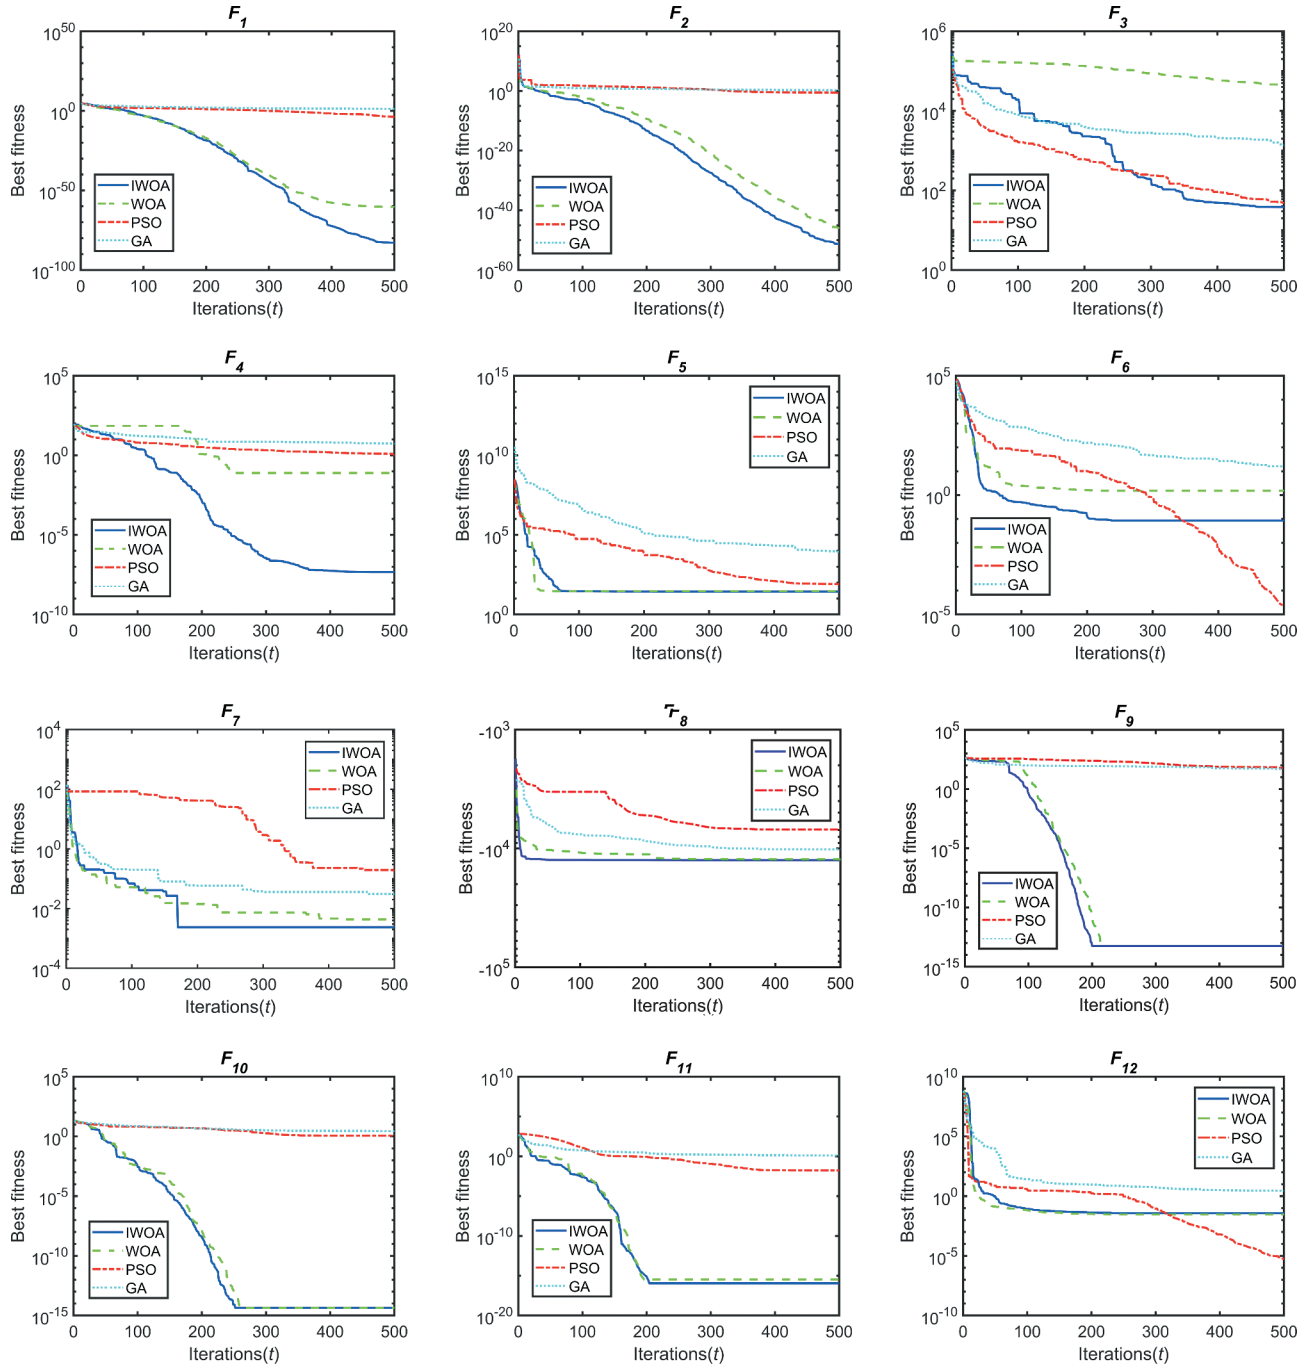 F1
10^50
10^0
10^-50
10^-100
Best fitness
IWOA
WOA
PSO
GA
0 100 200 300 400 500
Iterations(t)
F2
10^20
10^0
10^-20
10^-40
10^-60
Best fitness
IWOA
WOA
PSO
GA
0 100 200 300 400 500
Iterations(t)
F3
10^6
10^4
10^2
10^0
Best fitness
IWOA
WOA
PSO
GA
0 100 200 300 400 500
Iterations(t)
F4
10^5
10^0
10^-5
10^-10
Best fitness
IWOA
WOA
PSO
GA
0 100 200 300 400 500
Iterations(t)
F5
10^15
10^10
10^5
10^0
Best fitness
IWOA
WOA
PSO
GA
0 100 200 300 400 500
Iterations(t)
F6
10^5
10^0
10^-5
Best fitness
IWOA
WOA
PSO
GA
0 100 200 300 400 500
Iterations(t)
F7
10^4
10^2
10^0
10^-2
10^-4
Best fitness
IWOA
WOA
PSO
GA
0 100 200 300 400 500
Iterations(t)
F8
-10^3
-10^4
-10^5
Best fitness
IWOA
WOA
PSO
GA
0 100 200 300 400 500
Iterations(t)
F9
10^5
10^0
10^-5
10^-10
10^-15
Best fitness
IWOA
WOA
PSO
GA
0 100 200 300 400 500
Iterations(t)
F10
10^5
10^0
10^-5
10^-10
10^-15
Best fitness
IWOA
WOA
PSO
GA
0 100 200 300 400 500
Iterations(t)
F11
10^10
10^0
10^-10
10^-20
Best fitness
IWOA
WOA
PSO
GA
0 100 200 300 400 500
Iterations(t)
F12
10^10
10^5
10^0
10^-5
10^-10
Best fitness
IWOA
WOA
PSO
GA
0 100 200 300 400 500
Iterations(t)